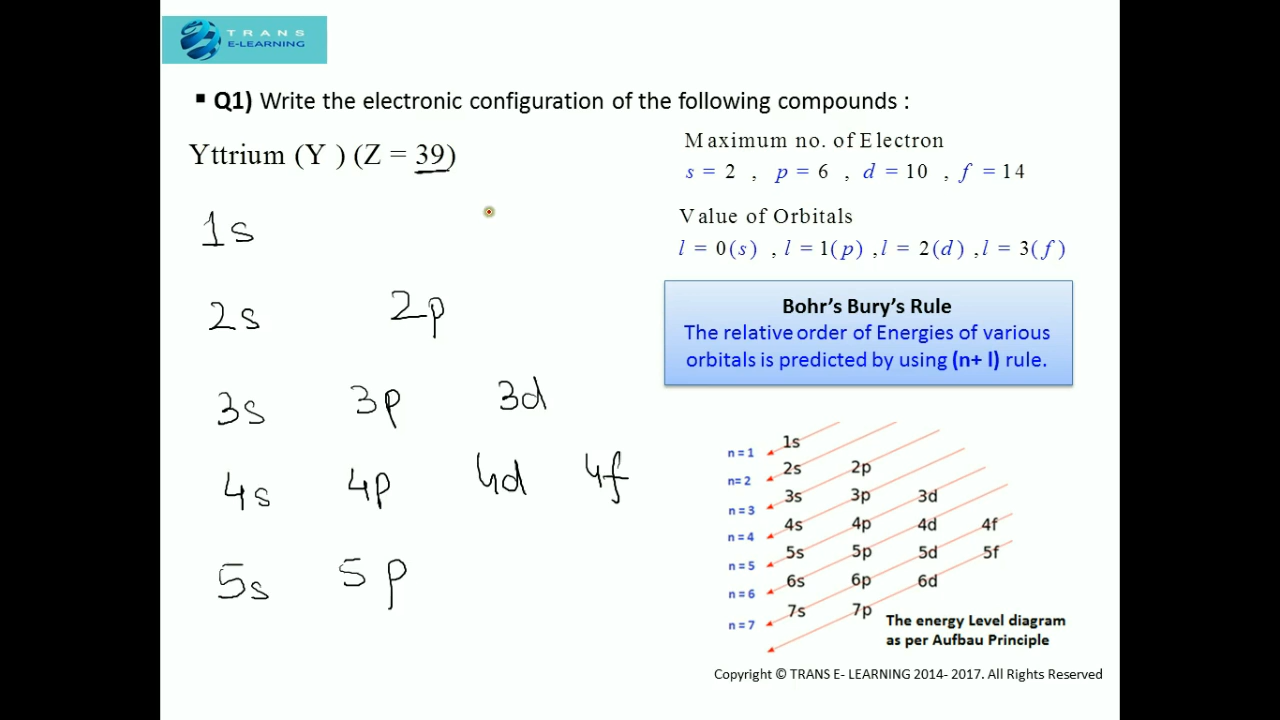 TRANS
E-LEARNING
▪ Q1) Write the electronic configuration of the following compounds :
Yttrium (Y ) (Z = 39)
1s
2s 2p
3s 3p 3d
4s 4p 4d 4f
5s 5p
Maximum no. of Electron
s = 2 , p = 6 , d = 10 , f = 14
Value of Orbitals
l = 0(s) , l = 1(p) ,l = 2(d) ,l = 3(f)
Bohr's Bury's Rule
The relative order of Energies of various
orbitals is predicted by using (n+ l) rule.
1s
n = 1
2s 2p
n= 2
3s 3p 3d
n = 3
4s 4p 4d 4f
n = 4
5s 5p 5d 5f
n = 5
6s 6p 6d
n = 6
7s 7p
n = 7
The energy Level diagram
as per Aufbau Principle
Copyright © TRANS E- LEARNING 2014- 2017. All Rights Reserved